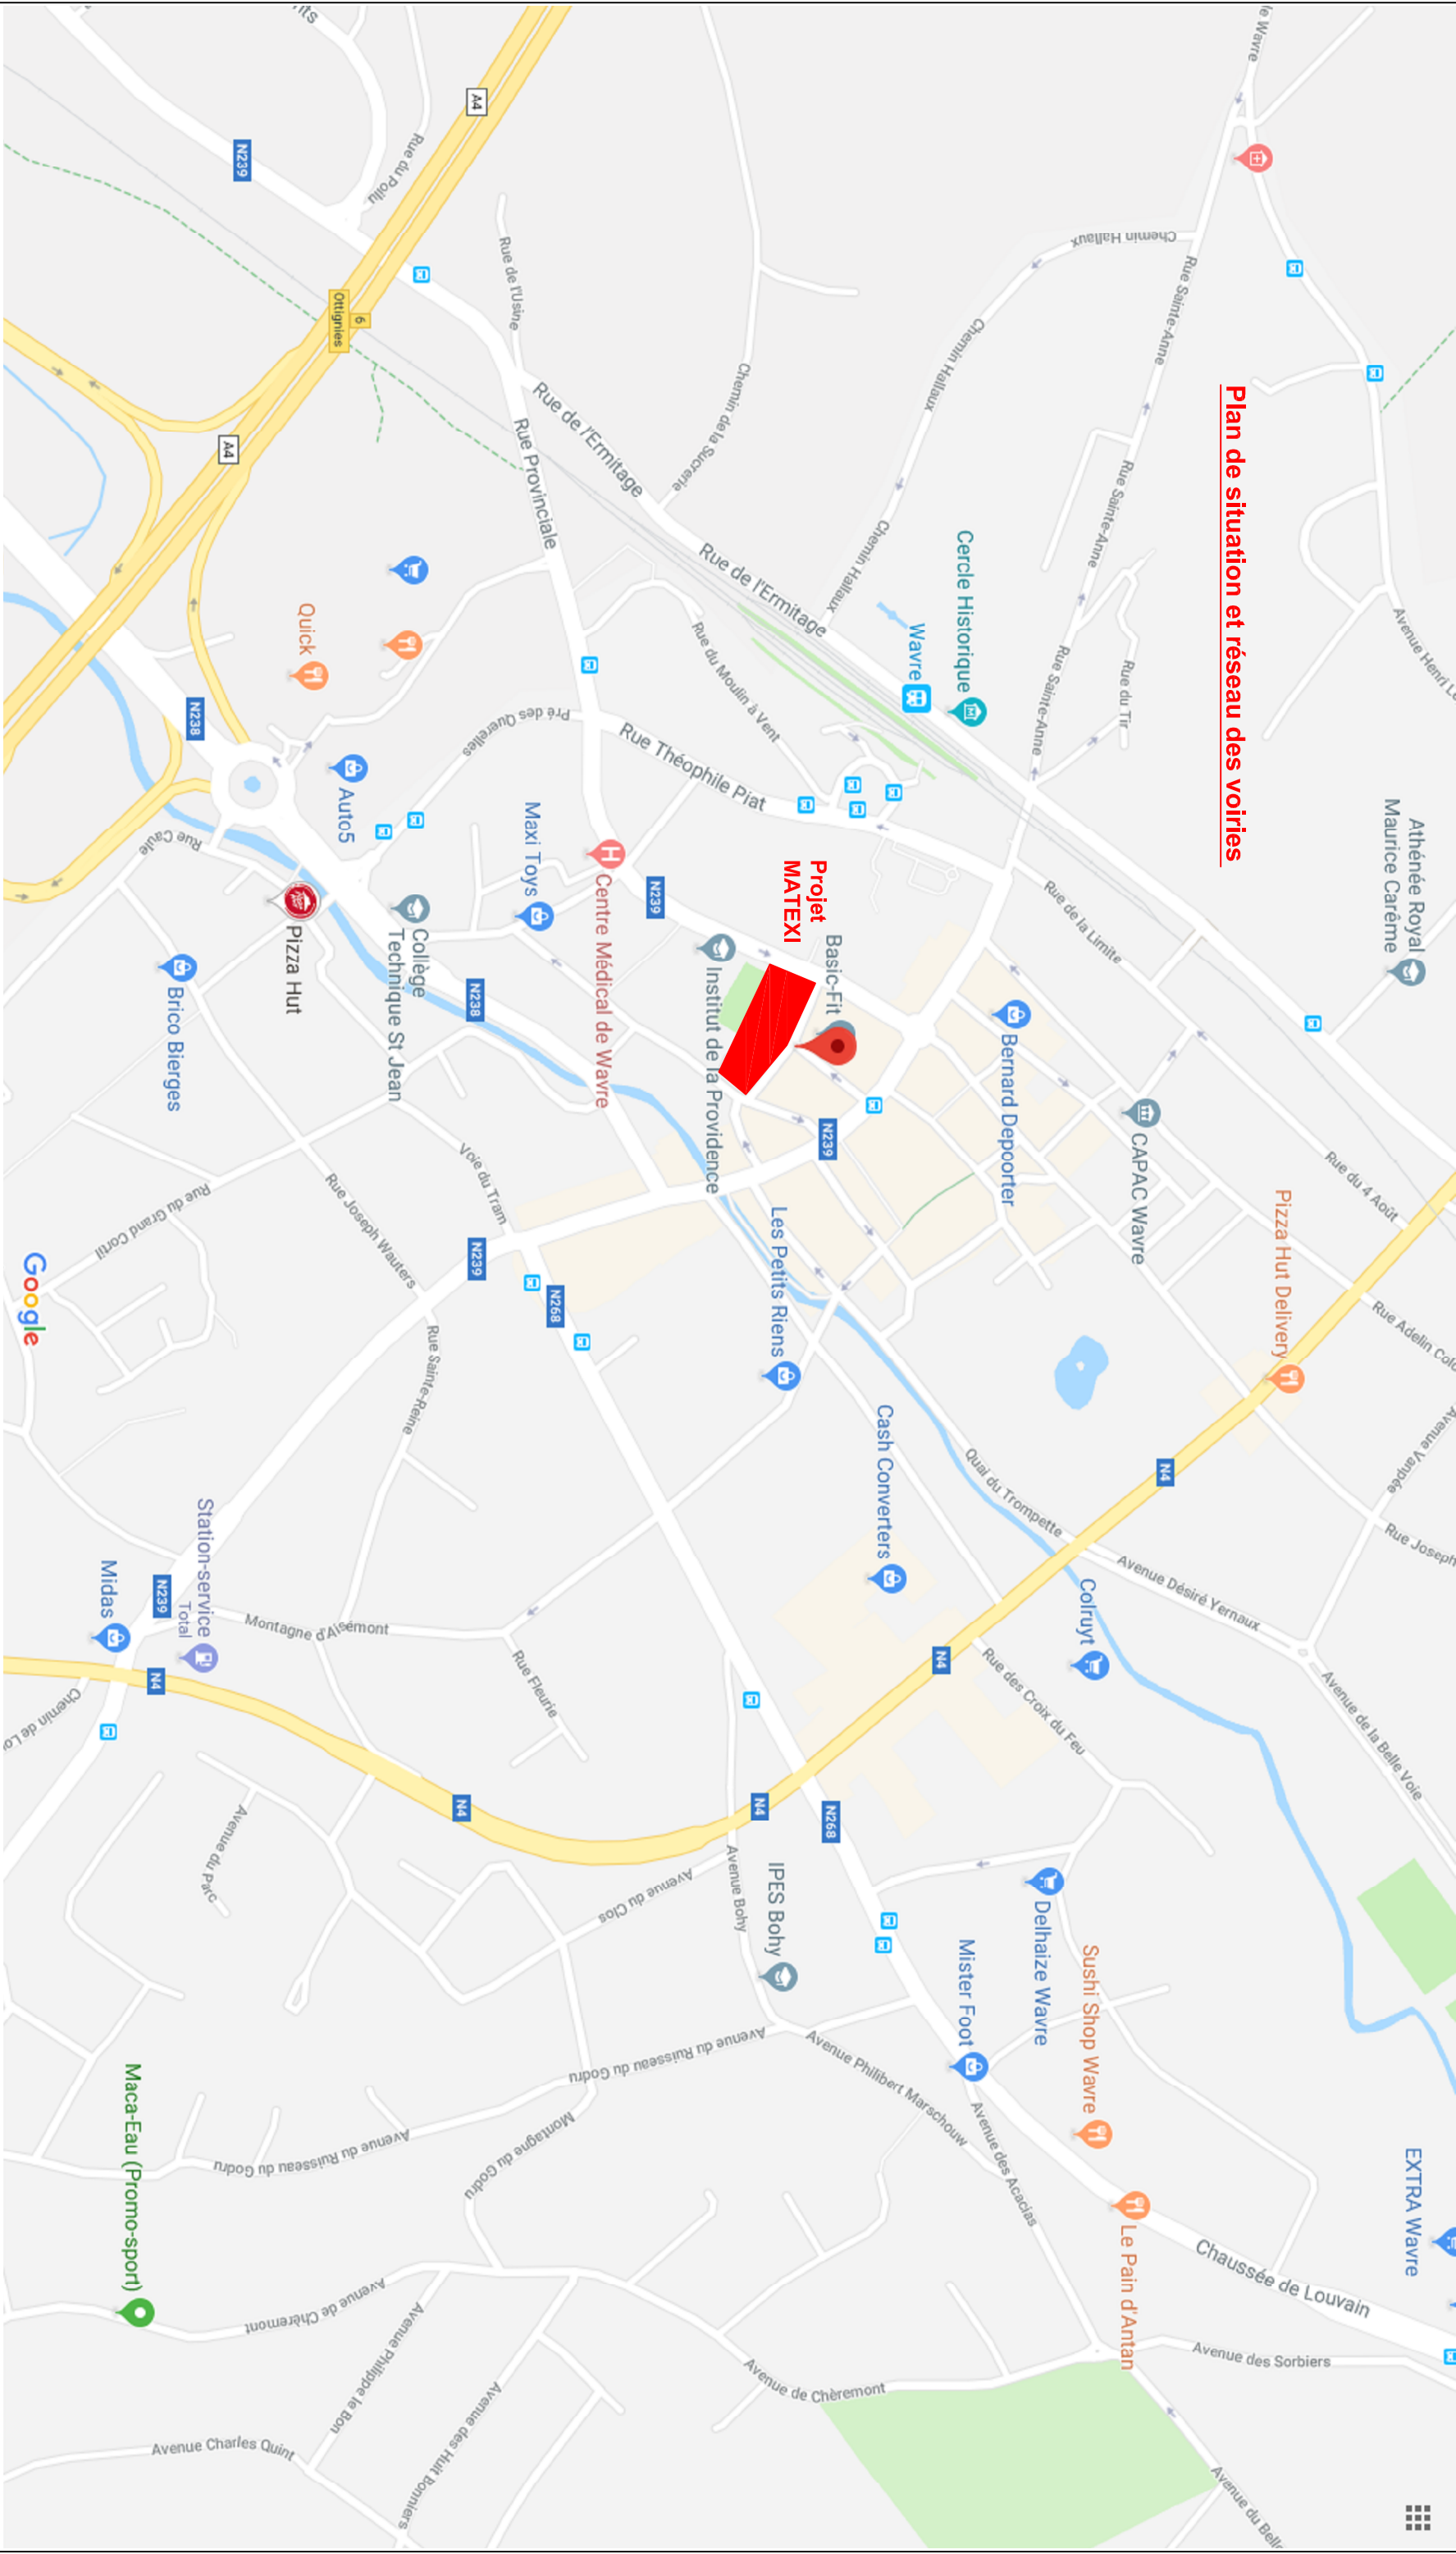 Plan de situation et réseau des voiries
Projet
MATEXI
Rue Sainte-Anne
Rue Sainte-Anne
Rue Sainte-Anne
Chemin Hallaux
Chemin Hallaux
Chemin Hallaux
Rue du Tir
Avenue Henri
Athénée Royal
Maurice Carême
Cercle Historique
Wavre
Rue de la Limite
Rue du 4 Août
Rue Adelin
Avenue Vanpée
Rue Joseph
Pizza Hut Delivery
CAPAC Wavre
Bernard Depoorter
Basic-Fit
N239
Les Petits Riens
Cash Converters
Quai du Trompette
Avenue Désiré Yernaux
Colruyt
N4
N4
Rue des Croix du Feu
Avenue de la Belle Voie
Delhaize Wavre
Sushi Shop Wavre
Mister Foot
Le Pain d'Antan
EXTRA Wavre
Chaussée de Louvain
Avenue des Sorbiers
Avenue des Acacias
Avenue Philibert Marschouw
Avenue de Chèremont
Avenue du
IPES Bohy
Avenue Bohy
N268
N4
Chemin de la Sucrerie
Rue de l'Ermitage
Rue de l'Ermitage
Rue du Moulin à Vent
Rue Théophile Piat
Rue de l'Usine
Rue Provinciale
A4
Rue du Poilu
N239
6
Ottignies
A4
Quick
Pré des Querelles
N238
Auto5
Maxi Toys
Centre Médical de Wavre
N239
Institut de la Providence
Collège
Technique St Jean
N238
Rue Caule
Pizza Hut
Brico Bierges
Voie du Tram
Rue Joseph Wauters
Rue du Grand Cortil
N239
N268
Rue Sainte-Reine
Station-service
Total
Midas
N239
Montagne d'Aisémont
Rue Fleurie
N4
N4
Avenue du Parc
Avenue du Clos
Avenue du Ruisseau du Godru
Avenue du Ruisseau du Godru
Montagne du Godru
Maca-Eau (Promo-sport)
Avenue de Chèremont
Avenue Philippe le Bon
Avenue des Huit Bonniers
Avenue Charles Quint
Google